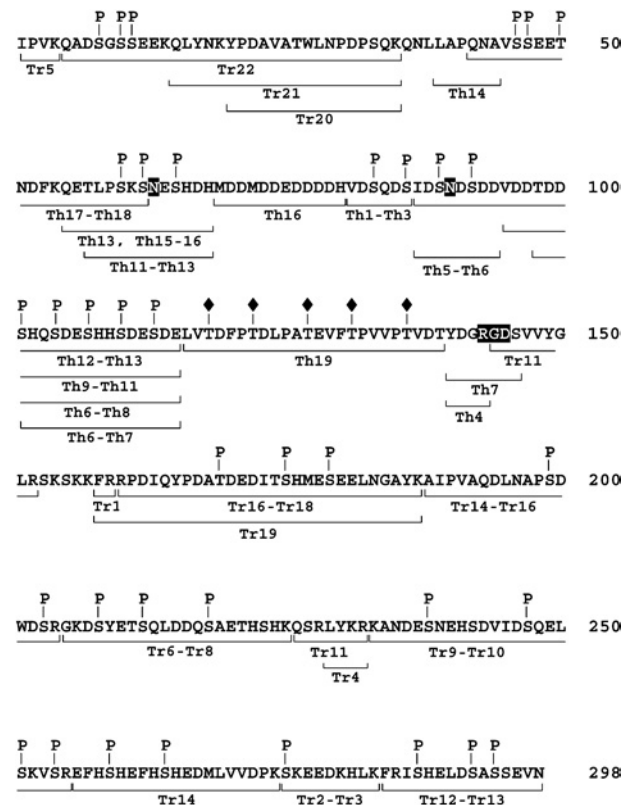 P P P P P P
IPVKQADSGSSEEKQLYNKYPDAVATWLNPDPSQKQNLLAPQNAVSSEET 50
Tr5 Tr22
Tr21 Th14
Tr20
P P P P P P P
NDFKQETLPSKSNESHDHMDDMDDEDDDDHVDSQDSIDSNDSDDVDDTDD 100
Th17-Th18 Th16 Th1-Th3
Th13, Th15-16 Th5-Th6
Th11-Th13
P P P P P ♦ ♦ ♦ ♦ ♦
SHQSDESHHSDESDELVTDFPTDLPATEVFTPVVPTVDTYDGRGDSVVYG 150
Th12-Th13 Th19 Tr11
Th9-Th11 Th7
Th6-Th8 Th4
Th6-Th7
P P P P
LRSKSKKFRRPDIQYPDATDEDITSHMESEELNGAYKAIPVAQDLNAPSD 200
Tr1 Tr16-Tr18 Tr14-Tr16
Tr19
P P P P P P
WDSRGKDSYETSQLDDQSAETHSHKQSRLYKRKANDESNEHSDVIDSQEL 250
Tr6-Tr8 Tr11 Tr9-Tr10
Tr4
P P P P P P P P
SKVSREFHSHEFHSHEDMLVVDPKSKEEDKHLKFRISHELDSASSEVN 298
Tr14 Tr2-Tr3 Tr12-Tr13